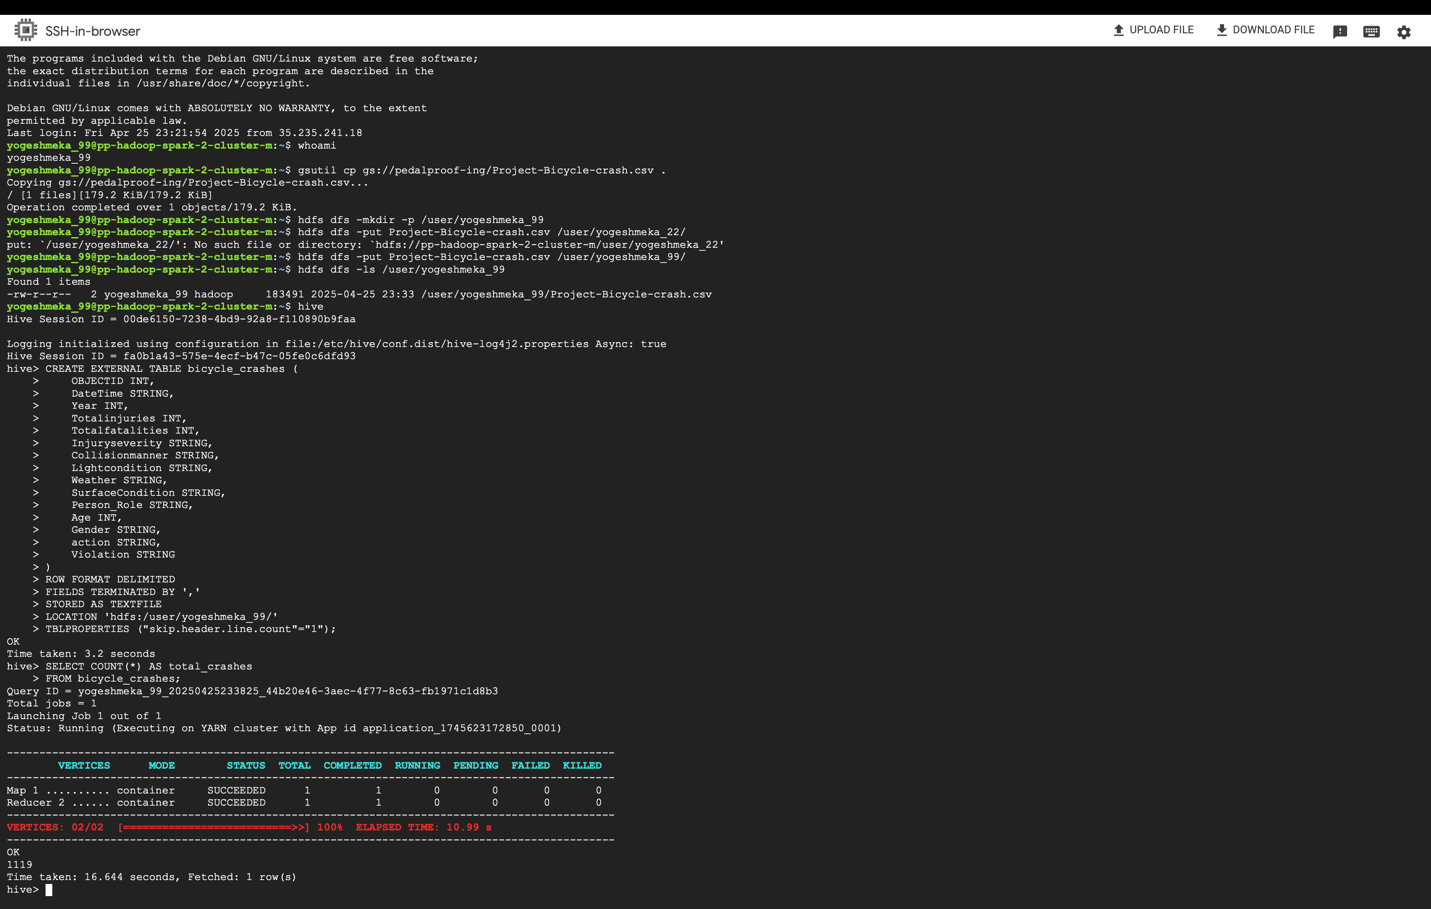 SSH-in-browser
UPLOAD FILE
DOWNLOAD FILE
The programs included with the Debian GNU/Linux system are free software;
the exact distribution terms for each program are described in the
individual files in /usr/share/doc/*/copyright.
Debian GNU/Linux comes with ABSOLUTELY NO WARRANTY, to the extent
permitted by applicable law.
Last login: Fri Apr 25 23:21:54 2025 from 35.235.241.18
yogeshmeka_99@pp-hadoop-spark-2-cluster-m:~$ whoami
yogeshmeka_99
yogeshmeka_99@pp-hadoop-spark-2-cluster-m:~$ gsutil cp gs://pedalproof-ing/Project-Bicycle-crash.csv .
Copying gs://pedalproof-ing/Project-Bicycle-crash.csv...
/ [1 files][179.2 KiB/179.2 KiB]
Operation completed over 1 objects/179.2 KiB.
yogeshmeka_99@pp-hadoop-spark-2-cluster-m:~$ hdfs dfs -mkdir -p /user/yogeshmeka_99
yogeshmeka_99@pp-hadoop-spark-2-cluster-m:~$ hdfs dfs -put Project-Bicycle-crash.csv /user/yogeshmeka_22/
put: `/user/yogeshmeka_22/': No such file or directory: `hdfs://pp-hadoop-spark-2-cluster-m/user/yogeshmeka_22'
yogeshmeka_99@pp-hadoop-spark-2-cluster-m:~$ hdfs dfs -put Project-Bicycle-crash.csv /user/yogeshmeka_99/
yogeshmeka_99@pp-hadoop-spark-2-cluster-m:~$ hdfs dfs -ls /user/yogeshmeka_99
Found 1 items
-rw-r--r--   2 yogeshmeka_99 hadoop     183491 2025-04-25 23:33 /user/yogeshmeka_99/Project-Bicycle-crash.csv
yogeshmeka_99@pp-hadoop-spark-2-cluster-m:~$ hive
Hive Session ID = 00de6150-7238-4bd9-92a8-f110890b9faa
Logging initialized using configuration in file:/etc/hive/conf.dist/hive-log4j2.properties Async: true
Hive Session ID = fa0b1a43-575e-4ecf-b47c-05fe0c6dfd93
hive> CREATE EXTERNAL TABLE bicycle_crashes (
    >     OBJECTID INT,
    >     DateTime STRING,
    >     Year INT,
    >     Totalinjuries INT,
    >     Totalfatalities INT,
    >     Injuryseverity STRING,
    >     Collisionmanner STRING,
    >     Lightcondition STRING,
    >     Weather STRING,
    >     SurfaceCondition STRING,
    >     Person_Role STRING,
    >     Age INT,
    >     Gender STRING,
    >     action STRING,
    >     Violation STRING
    > )
    > ROW FORMAT DELIMITED
    > FIELDS TERMINATED BY ','
    > STORED AS TEXTFILE
    > LOCATION 'hdfs:/user/yogeshmeka_99/'
    > TBLPROPERTIES ("skip.header.line.count"="1");
OK
Time taken: 3.2 seconds
hive> SELECT COUNT(*) AS total_crashes
    > FROM bicycle_crashes;
Query ID = yogeshmeka_99_20250425233825_44b20e46-3aec-4f77-8c63-fb1971c1d8b3
Total jobs = 1
Launching Job 1 out of 1
Status: Running (Executing on YARN cluster with App id application_1745623172850_0001)
----------------------------------------------------------------------------------------------
        VERTICES      MODE        STATUS  TOTAL  COMPLETED  RUNNING  PENDING  FAILED  KILLED
----------------------------------------------------------------------------------------------
Map 1 .......... container     SUCCEEDED      1          1        0        0       0       0
Reducer 2 ...... container     SUCCEEDED      1          1        0        0       0       0
----------------------------------------------------------------------------------------------
VERTICES: 02/02  [==========================>>] 100%  ELAPSED TIME: 10.99 s
----------------------------------------------------------------------------------------------
OK
1119
Time taken: 16.644 seconds, Fetched: 1 row(s)
hive>